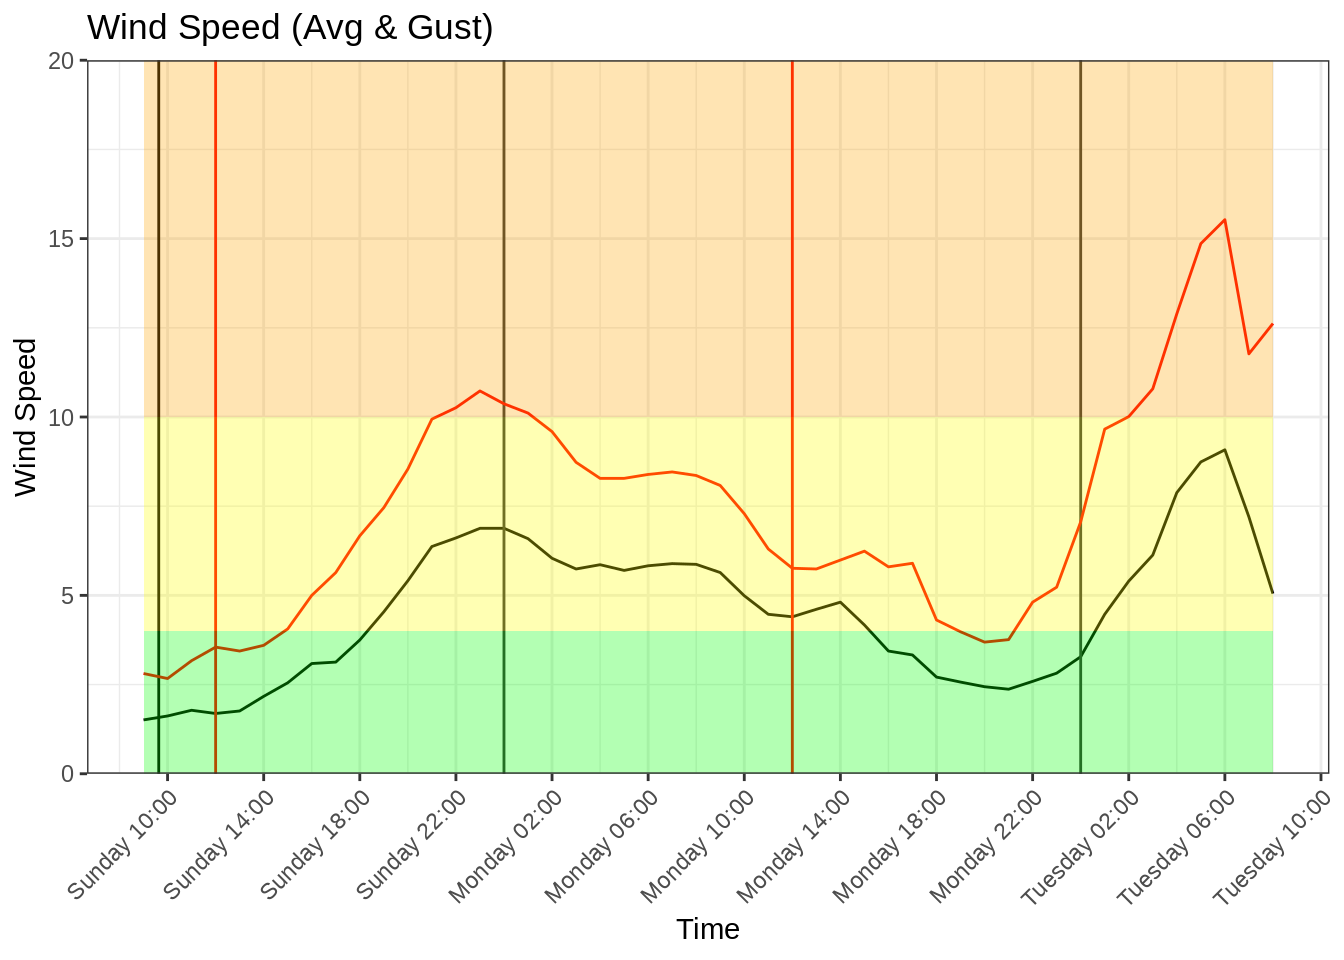 Wind Speed (Avg & Gust)
20
15
10
5
0
Wind Speed
Sunday 10:00
Sunday 14:00
Sunday 18:00
Sunday 22:00
Monday 02:00
Monday 06:00
Monday 10:00
Monday 14:00
Monday 18:00
Monday 22:00
Tuesday 02:00
Tuesday 06:00
Tuesday 10:00
Time